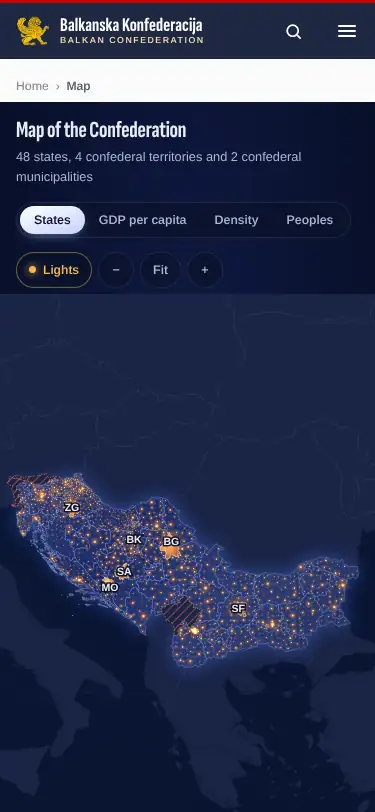 Balkanska Konfederacija
BALKAN CONFEDERATION
Home › Map
Map of the Confederation
48 states, 4 confederal territories and 2 confederal
municipalities
States GDP per capita Density Peoples
Lights − Fit +
ZG
BK BG
SA
MO
SF